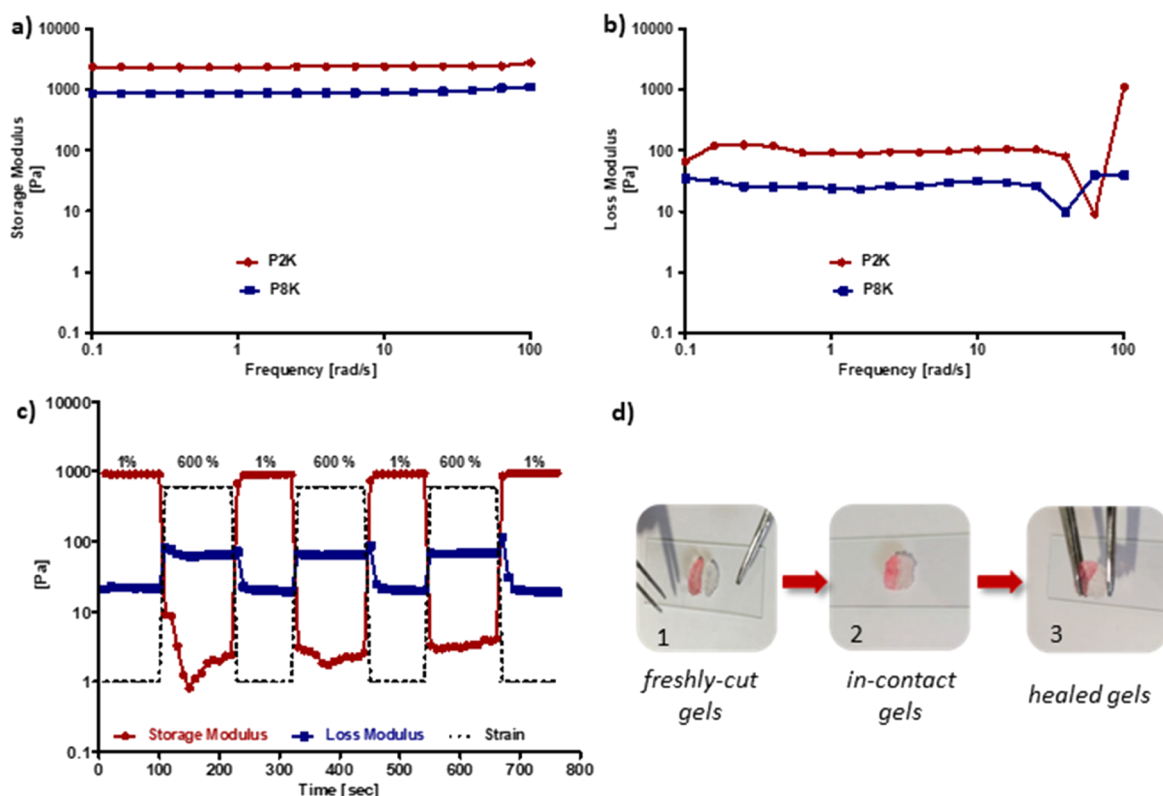 a)
10000
1000
100
10
1
0.1
Storage Modulus
[Pa]
P2K
P8K
0.1
1
10
100
Frequency [rad/s]
b)
10000
1000
100
10
1
0.1
Loss Modulus
[Pa]
P2K
P8K
0.1
1
10
100
Frequency [rad/s]
c)
10000
1000
100
10
1
0.1
[Pa]
1% 600 % 1% 600 % 1% 600 % 1%
Storage Modulus Loss Modulus Strain
0 100 200 300 400 500 600 700 800
Time [sec]
d)
1
2
3
freshly-cut
gels
in-contact
gels
healed gels